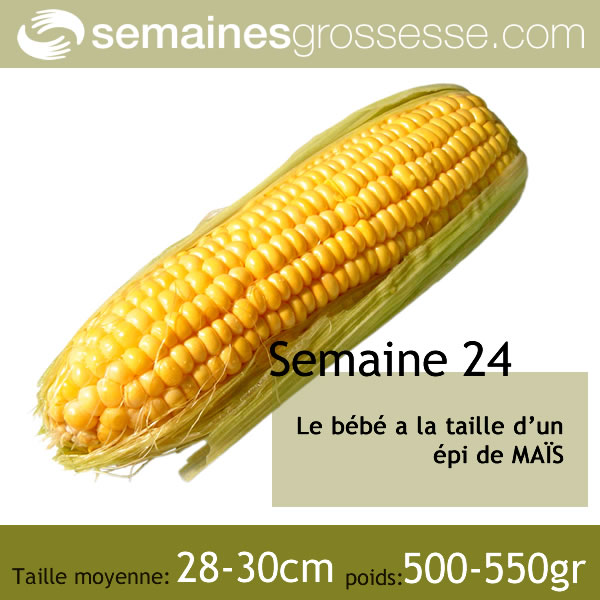 semainesgrossesse.com
Semaine 24
Le bébé a la taille d'un
épi de MAÏS
Taille moyenne: 28-30cm poids:500-550gr